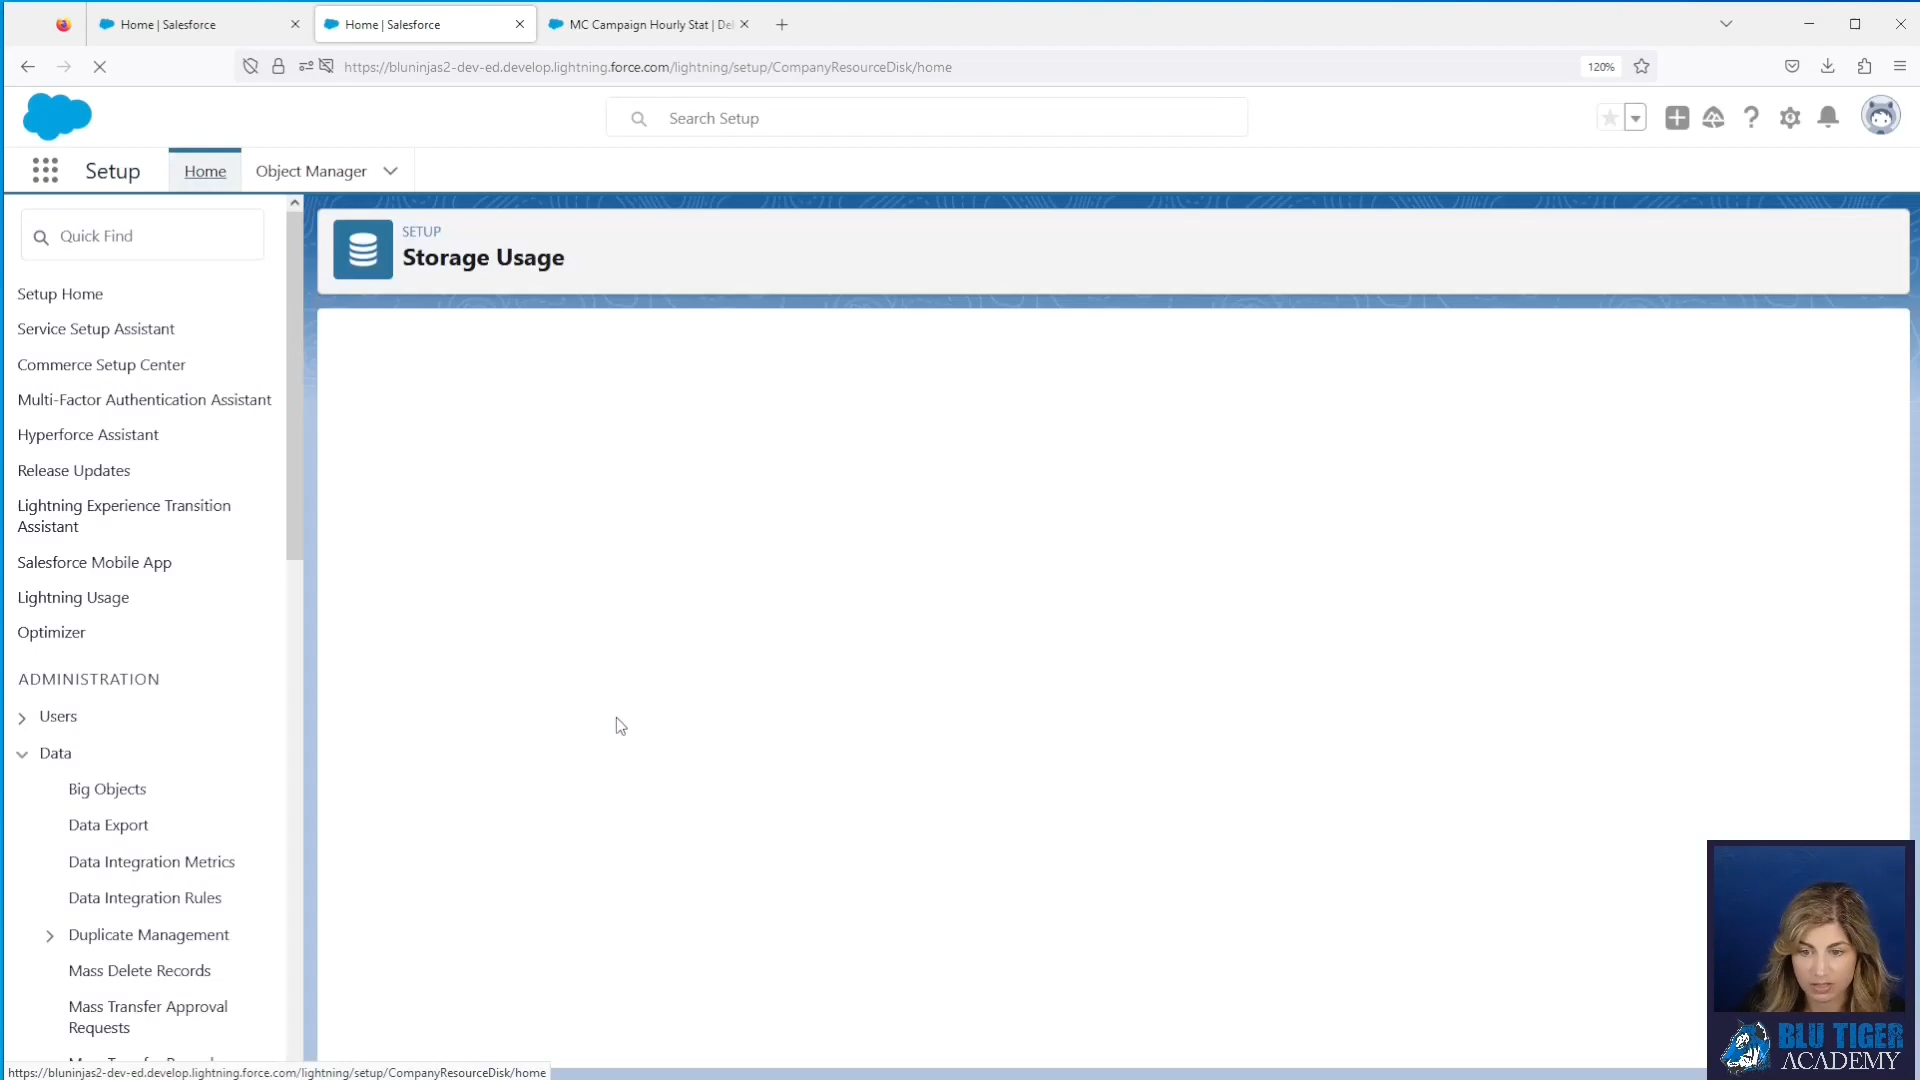 Home | Salesforce
Home | Salesforce
MC Campaign Hourly Stat | De
https://bluninjas2-dev-ed.develop.lightning.force.com/lightning/setup/CompanyResourceDisk/home
120%
Search Setup
Setup
Home
Object Manager
Quick Find
SETUP
Storage Usage
Setup Home
Service Setup Assistant
Commerce Setup Center
Multi-Factor Authentication Assistant
Hyperforce Assistant
Release Updates
Lightning Experience Transition
Assistant
Salesforce Mobile App
Lightning Usage
Optimizer
ADMINISTRATION
Users
Data
Big Objects
Data Export
Data Integration Metrics
Data Integration Rules
Duplicate Management
Mass Delete Records
Mass Transfer Approval
Requests
https://bluninjas2-dev-ed.develop.lightning.force.com/lightning/setup/CompanyResourceDisk/home
BLU TIGER
ACADEMY